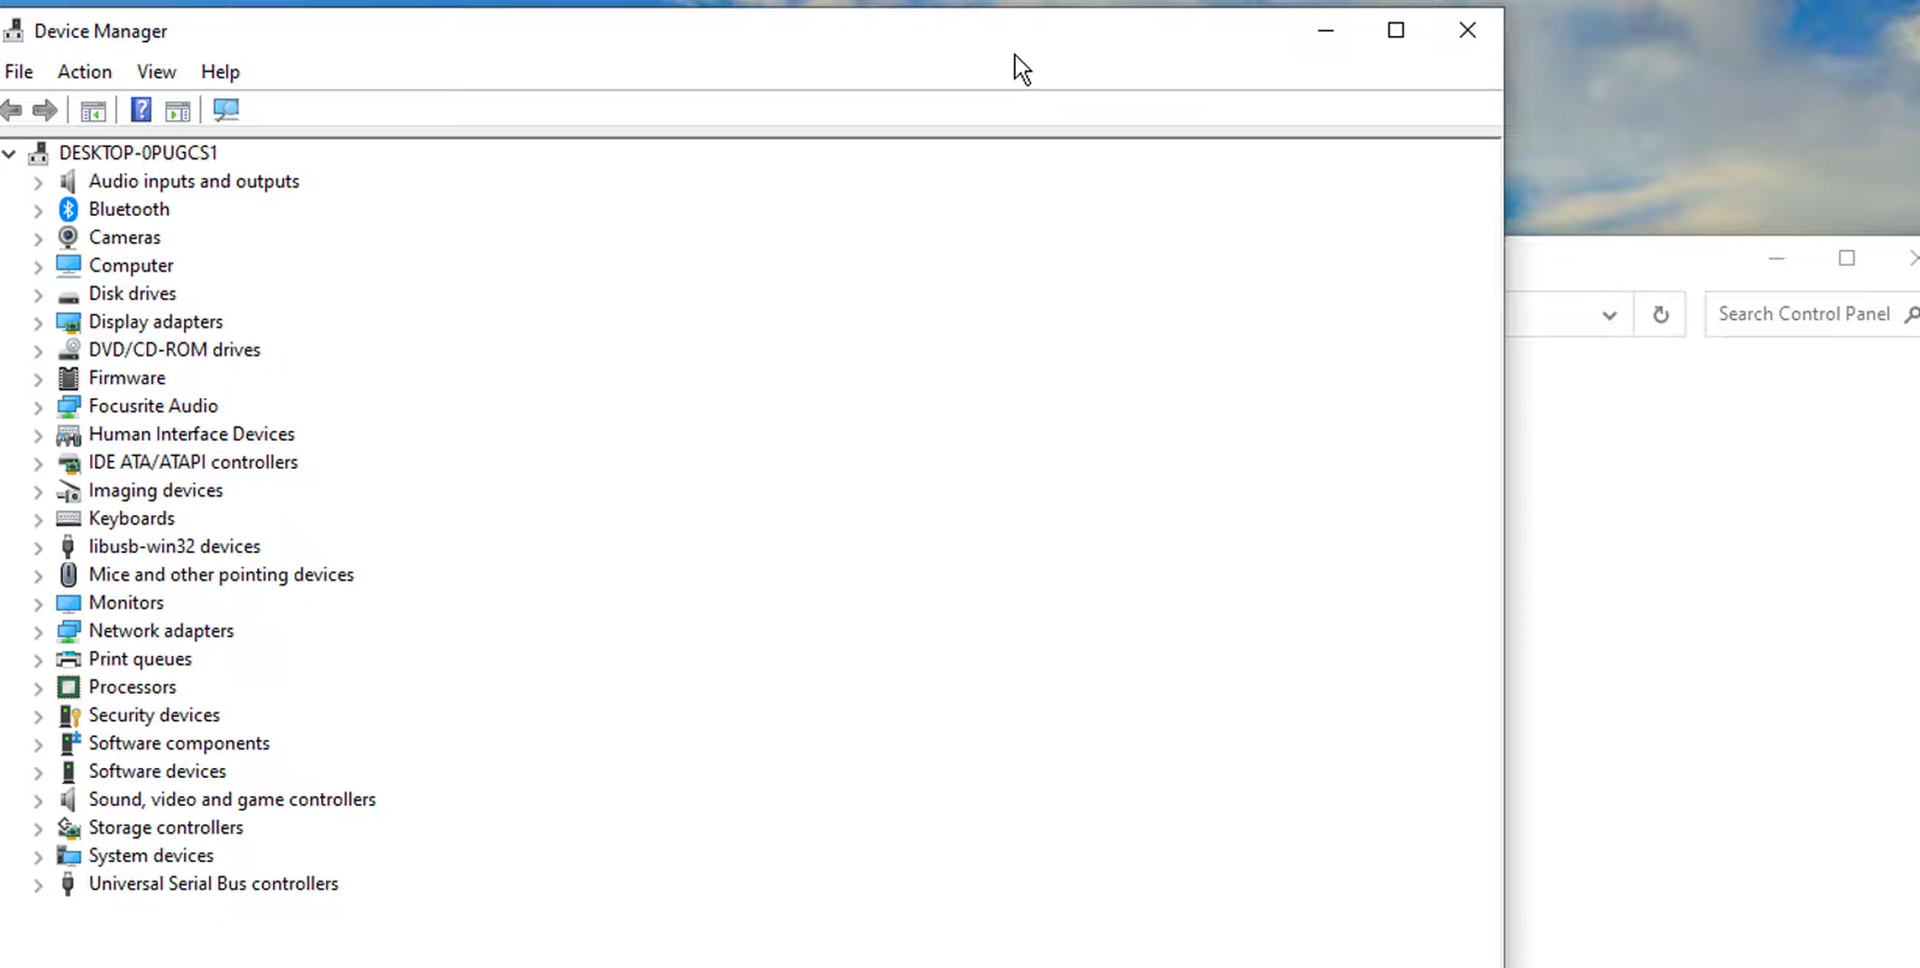 Device Manager
File Action View Help
DESKTOP-0PUGCS1
Audio inputs and outputs
Bluetooth
Cameras
Computer
Disk drives
Display adapters
DVD/CD-ROM drives
Firmware
Focusrite Audio
Human Interface Devices
IDE ATA/ATAPI controllers
Imaging devices
Keyboards
libusb-win32 devices
Mice and other pointing devices
Monitors
Network adapters
Print queues
Processors
Security devices
Software components
Software devices
Sound, video and game controllers
Storage controllers
System devices
Universal Serial Bus controllers
Search Control Panel